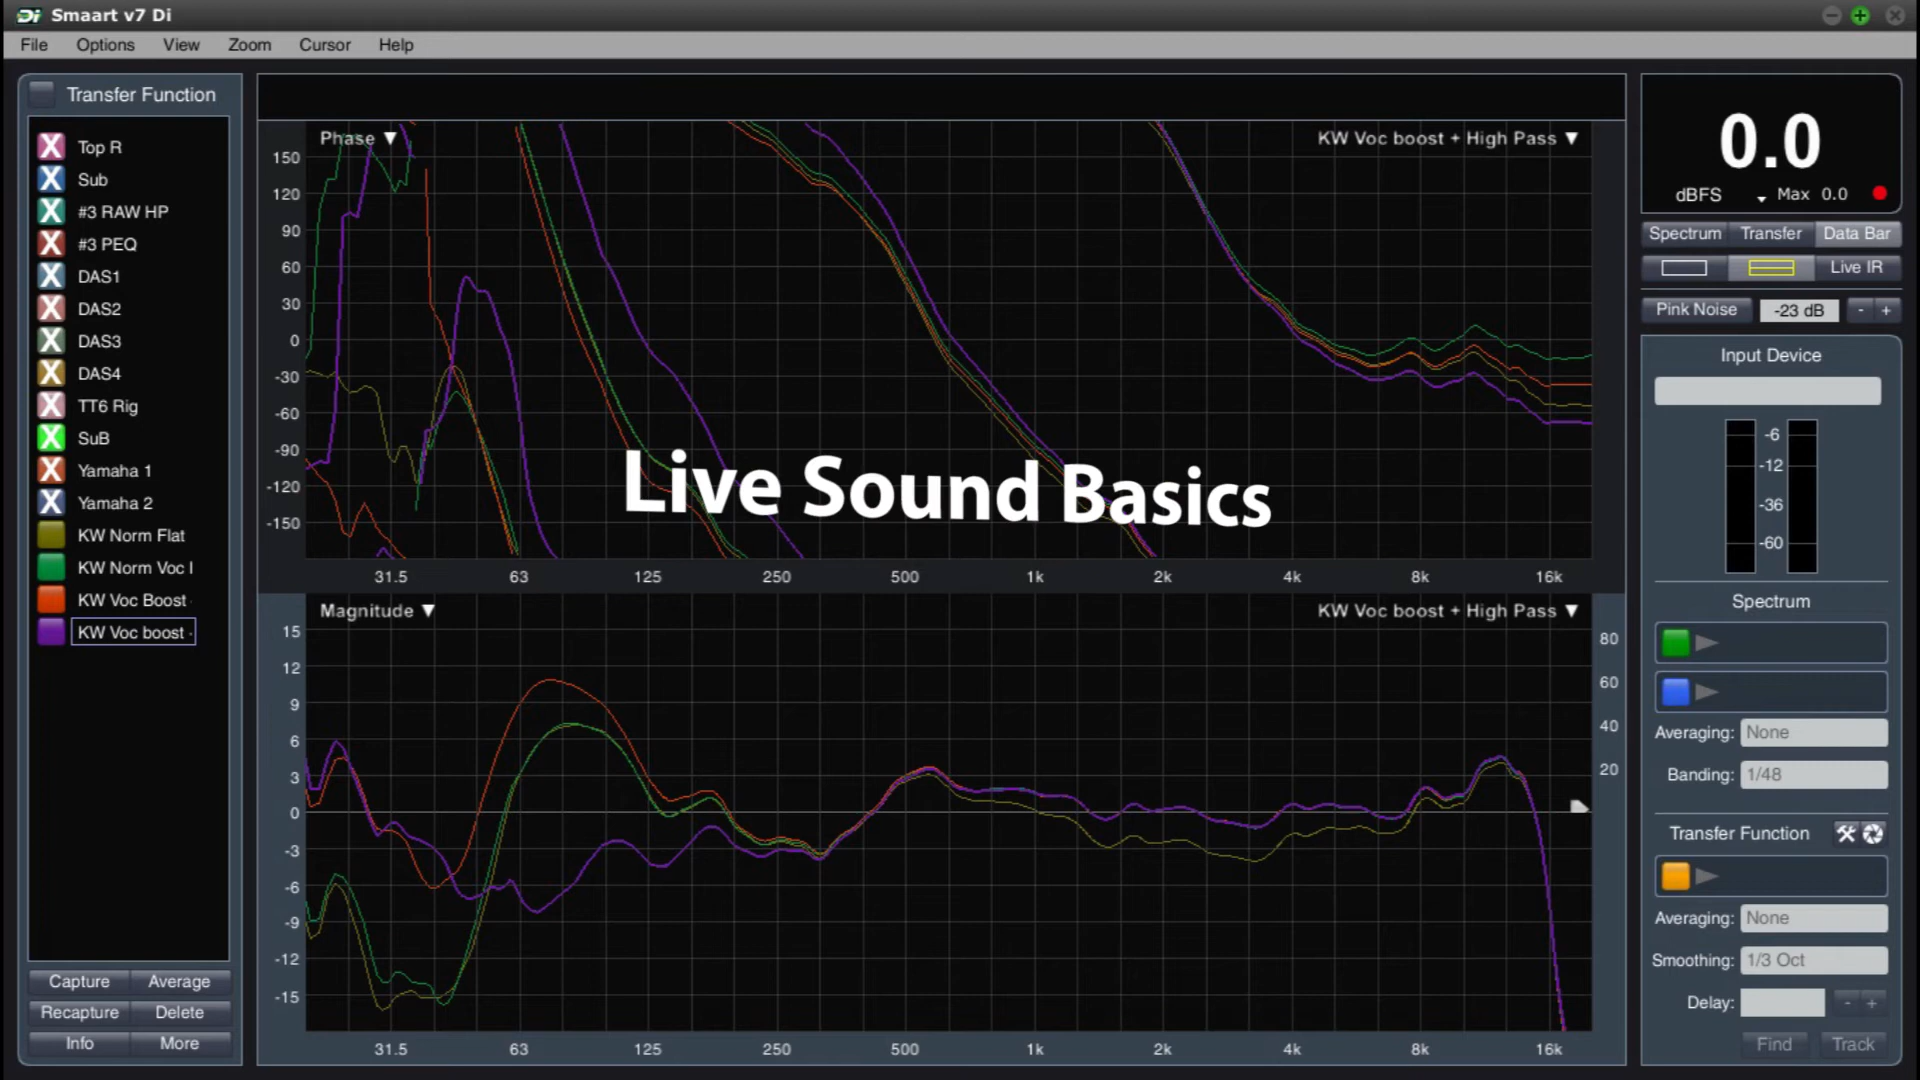 Di Smaart v7 Di
File Options View Zoom Cursor Help
Transfer Function
X Top R
X Sub
X #3 RAW HP
X #3 PEQ
X DAS1
X DAS2
X DAS3
X DAS4
X TT6 Rig
X SuB
X Yamaha 1
X Yamaha 2
KW Norm Flat
KW Norm Voc I
KW Voc Boost
KW Voc boost -
Capture Average
Recapture Delete
Info More
Phase KW Voc boost + High Pass
150
120
90
60
30
0
-30
-60
-90
-120
-150
Live Sound Basics
31.5 63 125 250 500 1k 2k 4k 8k 16k
Magnitude KW Voc boost + High Pass
15
12
9
6
3
0
-3
-6
-9
-12
-15
80
60
40
20
31.5 63 125 250 500 1k 2k 4k 8k 16k
0.0
dBFS Max 0.0
Spectrum Transfer Data Bar
Live IR
Pink Noise -23 dB - +
Input Device
-6
-12
-36
-60
Spectrum
Averaging: None
Banding: 1/48
Transfer Function
Averaging: None
Smoothing: 1/3 Oct
Delay: - +
Find Track